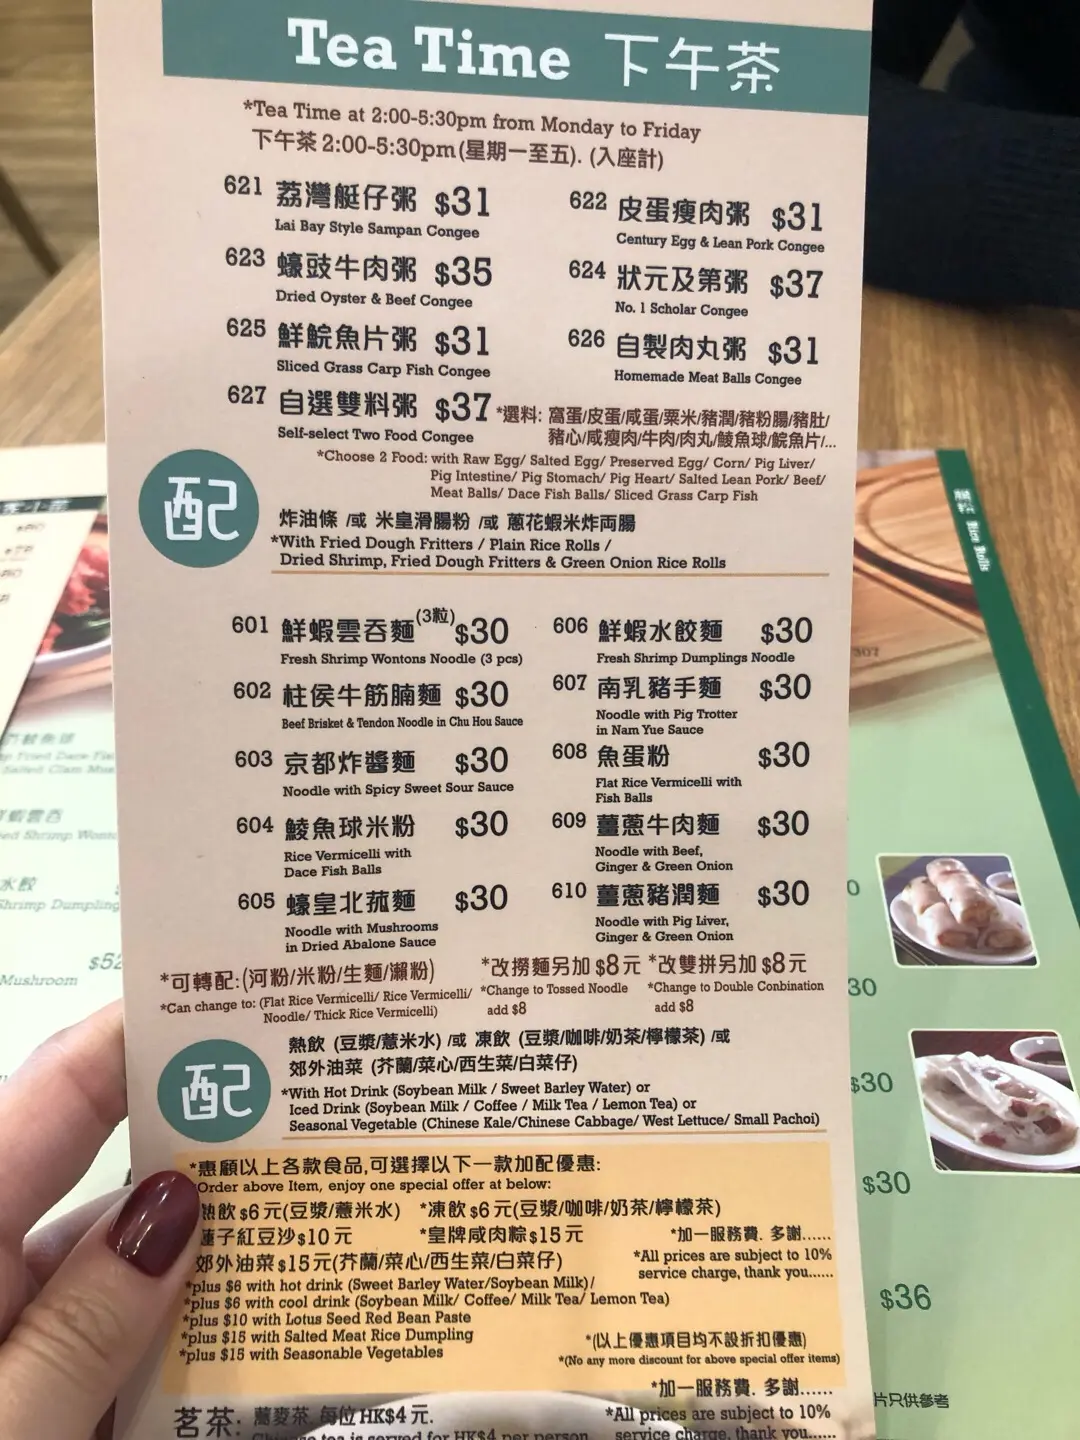 Tea Time 下午茶
*Tea Time at 2:00-5:30pm from Monday to Friday
下午茶 2:00-5:30pm (星期一至五). (入座計)
621 荔灣艇仔粥 $31
Lai Bay Style Sampan Congee
622 皮蛋瘦肉粥 $31
Century Egg & Lean Pork Congee
623 蠔豉牛肉粥 $35
Dried Oyster & Beef Congee
624 狀元及第粥 $37
No. 1 Scholar Congee
625 鮮鯇魚片粥 $31
Sliced Grass Carp Fish Congee
626 自製肉丸粥 $31
Homemade Meat Balls Congee
627 自選雙料粥 $37
Self-select Two Food Congee
*選料: 窩蛋/皮蛋/咸蛋/粟米/豬潤/豬粉腸/豬肚/
豬心/咸瘦肉/牛肉/肉丸/鯪魚球/鯇魚片/...
*Choose 2 Food: with Raw Egg/ Salted Egg/ Preserved Egg/ Corn/ Pig Liver/
Pig Intestine/ Pig Stomach/ Pig Heart/ Salted Lean Pork/ Beef/
Meat Balls/ Dace Fish Balls/ Sliced Grass Carp Fish
配
炸油條 /或 米皇滑腸粉 /或 蔥花蝦米炸両腸
*With Fried Dough Fritters / Plain Rice Rolls /
Dried Shrimp, Fried Dough Fritters & Green Onion Rice Rolls
601 鮮蝦雲吞麵(3粒) $30
Fresh Shrimp Wontons Noodle (3 pcs)
606 鮮蝦水餃麵 $30
Fresh Shrimp Dumplings Noodle
602 柱侯牛筋腩麵 $30
Beef Brisket & Tendon Noodle in Chu Hou Sauce
607 南乳豬手麵 $30
Noodle with Pig Trotter
in Nam Yue Sauce
603 京都炸醬麵 $30
Noodle with Spicy Sweet Sour Sauce
608 魚蛋粉 $30
Flat Rice Vermicelli with
Fish Balls
604 鯪魚球米粉 $30
Rice Vermicelli with
Dace Fish Balls
609 薑蔥牛肉麵 $30
Noodle with Beef,
Ginger & Green Onion
605 蠔皇北菰麵 $30
Noodle with Mushrooms
in Dried Abalone Sauce
610 薑蔥豬潤麵 $30
Noodle with Pig Liver,
Ginger & Green Onion
*可轉配:(河粉/米粉/生麵/瀨粉)
*Can change to: (Flat Rice Vermicelli/ Rice Vermicelli/
Noodle/ Thick Rice Vermicelli)
*改撈麵另加 $8元
*Change to Tossed Noodle
add $8
*改雙拼另加 $8元
*Change to Double Conbination
add $8
配
熱飲 (豆漿/薏米水) /或 凍飲 (豆漿/咖啡/奶茶/檸檬茶) /或
郊外油菜 (芥蘭/菜心/西生菜/白菜仔)
*With Hot Drink (Soybean Milk / Sweet Barley Water) or
Iced Drink (Soybean Milk / Coffee / Milk Tea / Lemon Tea) or
Seasonal Vegetable (Chinese Kale/Chinese Cabbage/ West Lettuce/ Small Pachoi)
*惠顧以上各款食品,可選擇以下一款加配優惠:
*Order above Item, enjoy one special offer at below:
熱飲 $6元(豆漿/薏米水) *凍飲 $6元(豆漿/咖啡/奶茶/檸檬茶)
蓮子紅豆沙$10元 *皇牌咸肉粽$15元
郊外油菜$15元(芥蘭/菜心/西生菜/白菜仔)
*plus $6 with hot drink (Sweet Barley Water/Soybean Milk)/
*plus $6 with cool drink (Soybean Milk/ Coffee/ Milk Tea/ Lemon Tea)
*plus $10 with Lotus Seed Red Bean Paste
*plus $15 with Salted Meat Rice Dumpling
*plus $15 with Seasonable Vegetables
*加一服務費. 多謝......
*All prices are subject to 10%
service charge, thank you......
*(以上優惠項目均不設折扣優惠)
*(No any more discount for above special offer items)
*加一服務費. 多謝......
*All prices are subject to 10%
service charge, thank you......
茗茶: 蕎麥茶 每位HK$4元.
Chinese tea is served for HK$4 per person
Rice Rolls
水餃
Shrimp Dumpling
Mushroom
$52
30
$30
$30
$36
片只供參考